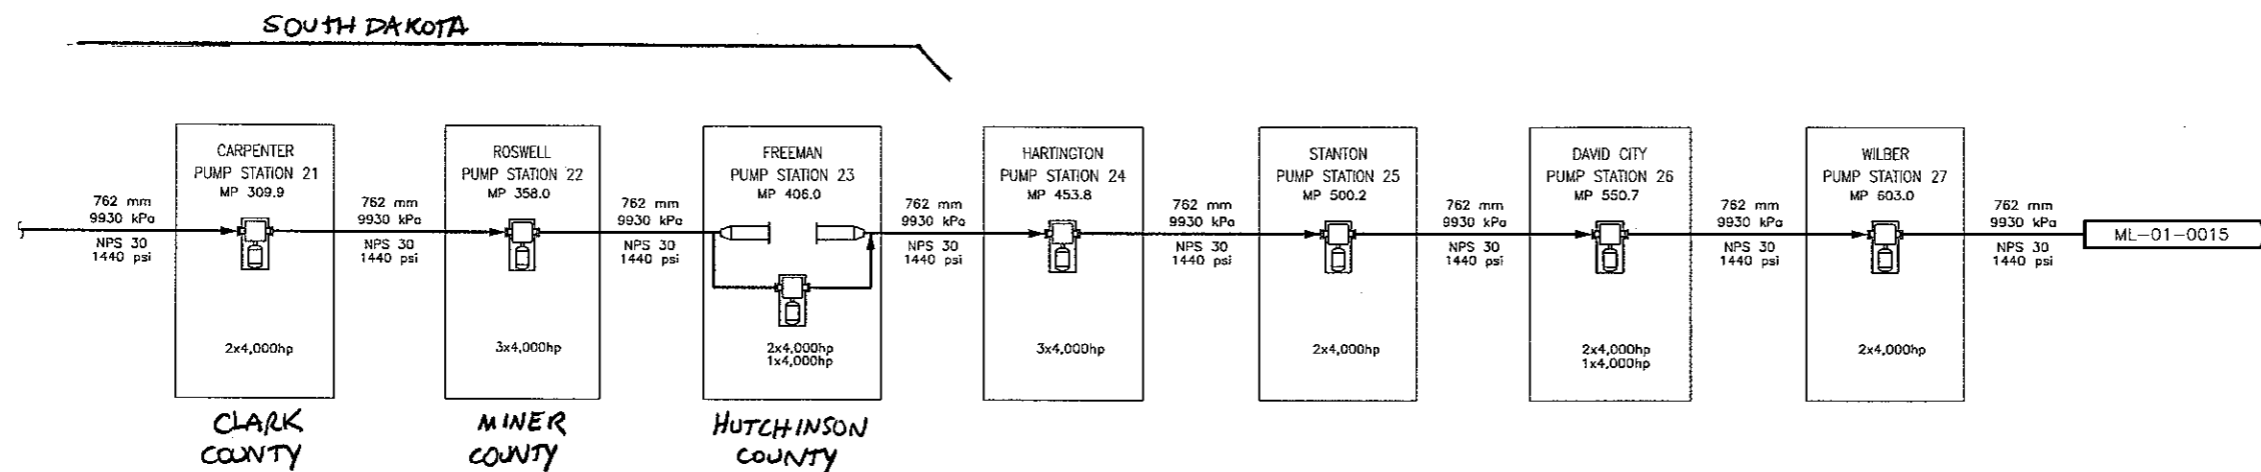 SOUTH DAKOTA
CARPENTER
PUMP STATION 21
MP 309.9
2x4,000hp
ROSWELL
PUMP STATION 22
MP 358.0
3x4,000hp
FREEMAN
PUMP STATION 23
MP 406.0
2x4,000hp
1x4,000hp
HARTINGTON
PUMP STATION 24
MP 453.8
3x4,000hp
STANTON
PUMP STATION 25
MP 500.2
2x4,000hp
DAVID CITY
PUMP STATION 26
MP 550.7
2x4,000hp
1x4,000hp
WILBER
PUMP STATION 27
MP 603.0
2x4,000hp
762 mm
9930 kPa
NPS 30
1440 psi
762 mm
9930 kPa
NPS 30
1440 psi
762 mm
9930 kPa
NPS 30
1440 psi
762 mm
9930 kPa
NPS 30
1440 psi
762 mm
9930 kPa
NPS 30
1440 psi
762 mm
9930 kPa
NPS 30
1440 psi
762 mm
9930 kPa
NPS 30
1440 psi
762 mm
9930 kPa
NPS 30
1440 psi
ML-01-0015
CLARK
COUNTY
MINER
COUNTY
HUTCHINSON
COUNTY